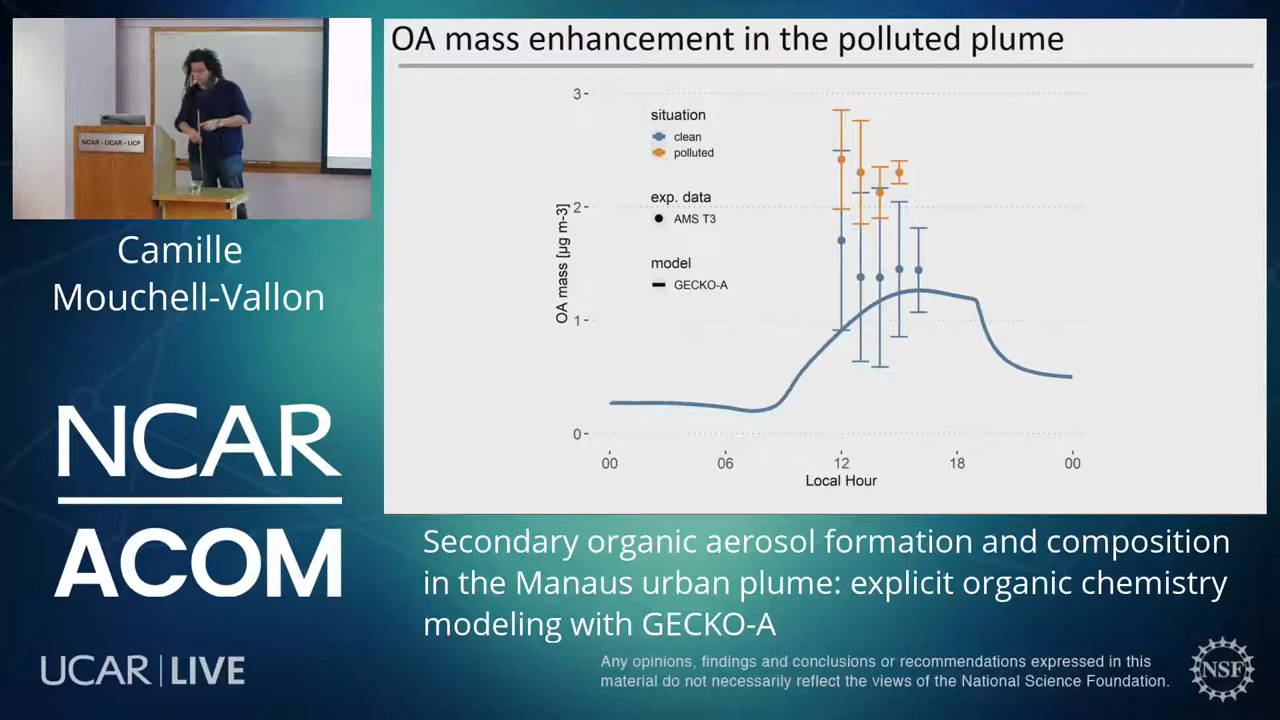 OA mass enhancement in the polluted plume
NCAR - UCAR - UCP
Camille
Mouchell-Vallon
situation
clean
polluted
exp. data
AMS T3
model
GECKO-A
OA mass [µg m-3]
3
2
1
0
00
06
12
18
00
Local Hour
NCAR
ACOM
UCAR | LIVE
Secondary organic aerosol formation and composition
in the Manaus urban plume: explicit organic chemistry
modeling with GECKO-A
Any opinions, findings and conclusions or recommendations expressed in this
material do not necessarily reflect the views of the National Science Foundation.
NSF